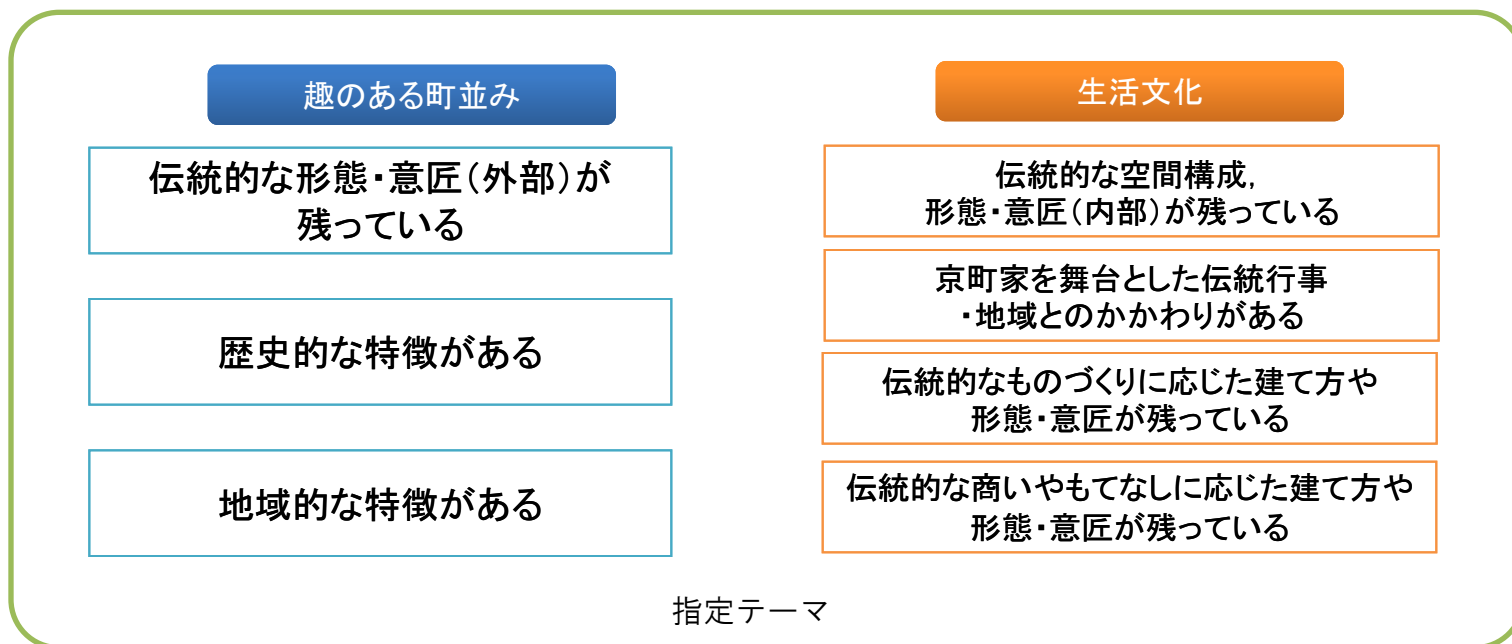 趣のある町並み
伝統的な形態・意匠(外部)が
残っている
歴史的な特徴がある
地域的な特徴がある
生活文化
伝統的な空間構成,
形態・意匠(内部)が残っている
京町家を舞台とした伝統行事
・地域とのかかわりがある
伝統的なものづくりに応じた建て方や
形態・意匠が残っている
伝統的な商いやもてなしに応じた建て方や
形態・意匠が残っている
指定テーマ